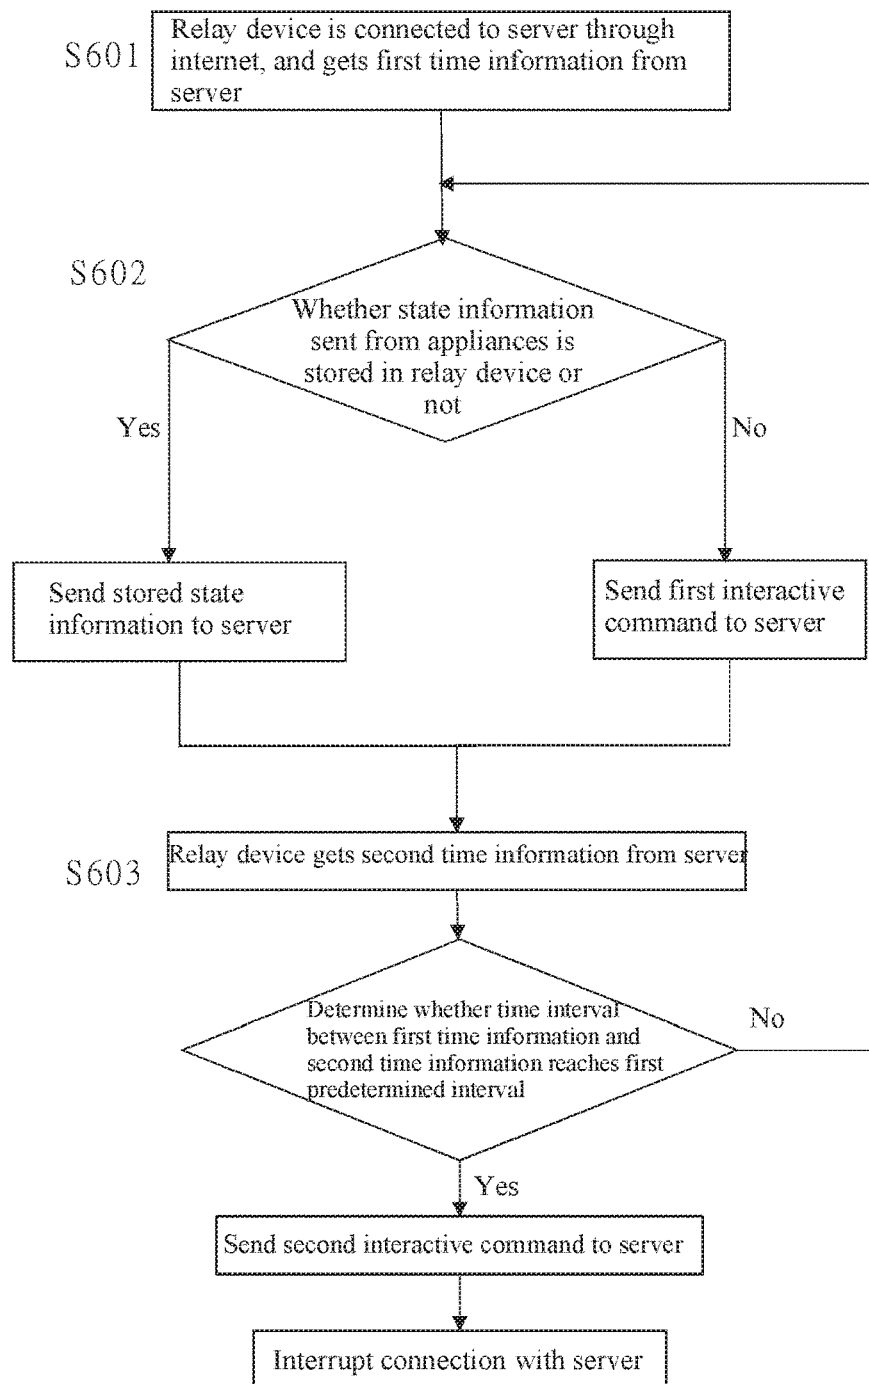 S601
Relay device is connected to server through
internet, and gets first time information from
server
S602
Whether state information
sent from appliances is
stored in relay device or
not
Yes
No
Send stored state
information to server
Send first interactive
command to server
S603
Relay device gets second time information from server
Determine whether time interval
between first time information and
second time information reaches first
predetermined interval
No
Yes
Send second interactive command to server
Interrupt connection with server